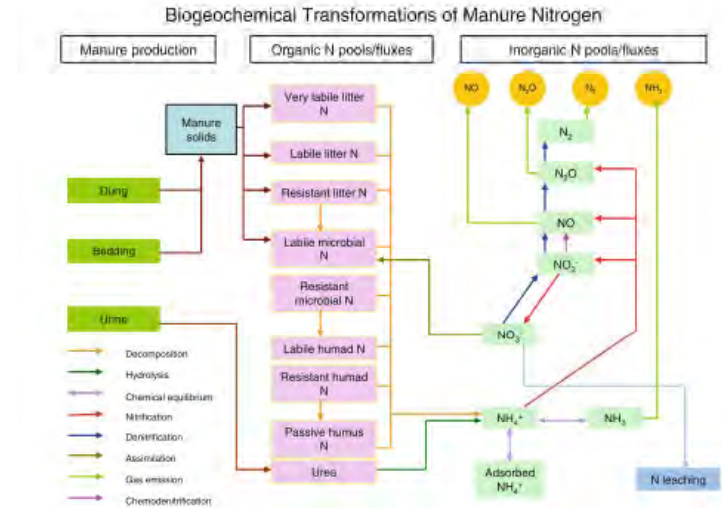 Biogeochemical Transformations of Manure Nitrogen
Manure production
Organic N pools/fluxes
Inorganic N pools/fluxes
NO
N₂O
N₂
NH₃
Very labile litter
N
Manure
solids
N₂
Labile litter N
N₂O
Dung
Resistant litter N
NO
Bedding
Labile microbial
N
NO₂⁻
Resistant
microbial N
Urine
NO₃⁻
Labile humad N
Decomposition
Hydrolysis
Resistant humad
N
Chemical equilibrium
Nitrification
NH₄⁺
NH₃
Denitrification
Passive humus
N
Assimilation
Urea
Adsorbed
NH₄⁺
N leaching
Gas emission
Chemodenitrification